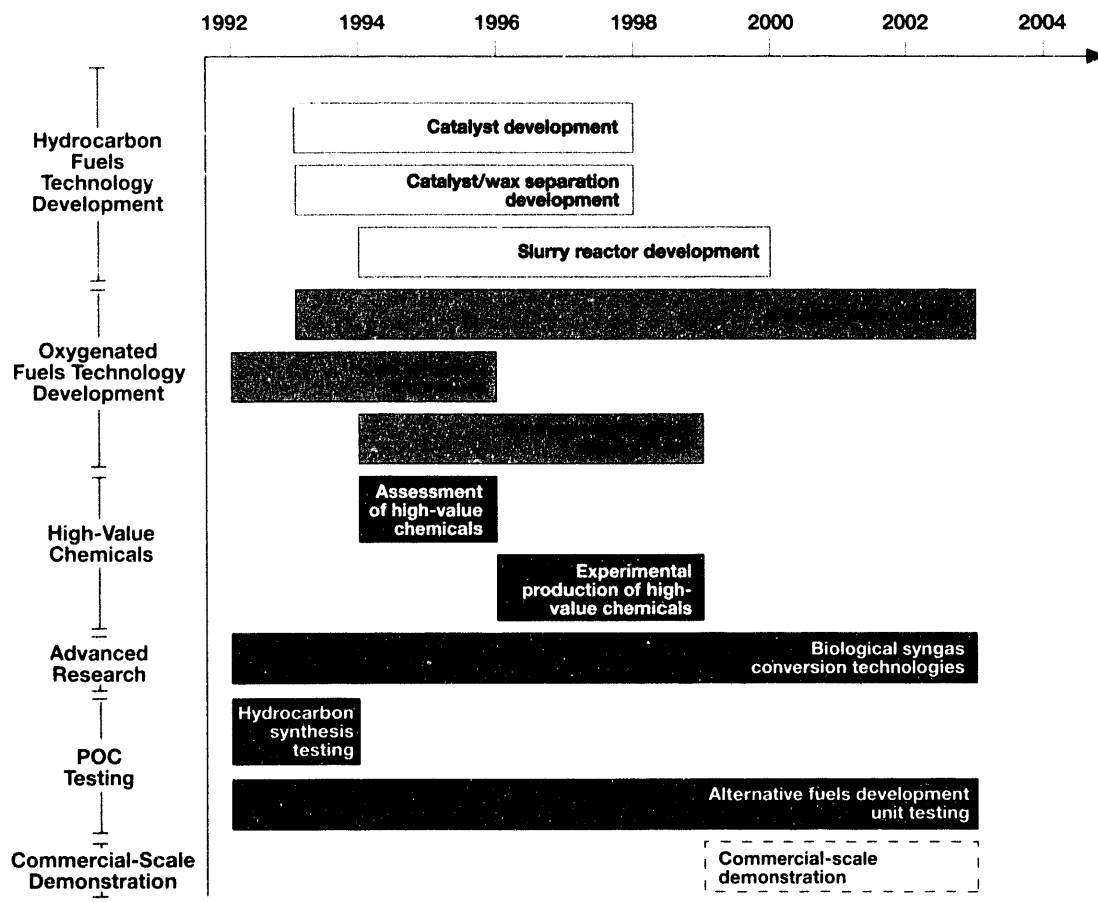 1992 1994 1996 1998 2000 2002 2004
Hydrocarbon
Fuels
Technology
Development
Catalyst development
Catalyst/wax separation
development
Slurry reactor development
Oxygenated
Fuels Technology
Development
High-Value
Chemicals
Assessment
of high-value
chemicals
Experimental
production of high-
value chemicals
Advanced
Research
Biological syngas
conversion technologies
POC
Testing
Hydrocarbon
synthesis
testing
Alternative fuels development
unit testing
Commercial-Scale
Demonstration
Commercial-scale
demonstration